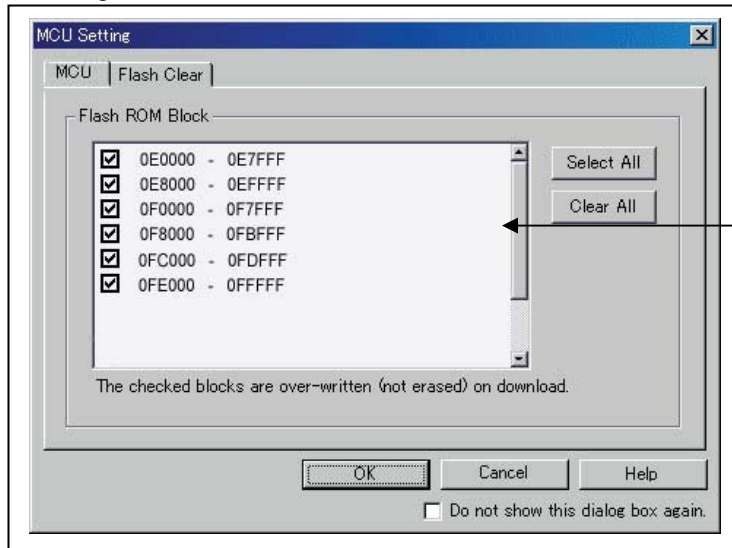 MCU Setting
MCU
Flash Clear
Flash ROM Block
0E0000 - 0E7FFF
0E8000 - 0EFFFF
0F0000 - 0F7FFF
0F8000 - 0FBFFF
0FC000 - 0FDFFF
0FE000 - 0FFFFF
Select All
Clear All
The checked blocks are over-written (not erased) on download.
OK
Cancel
Help
Do not show this dialog box again.